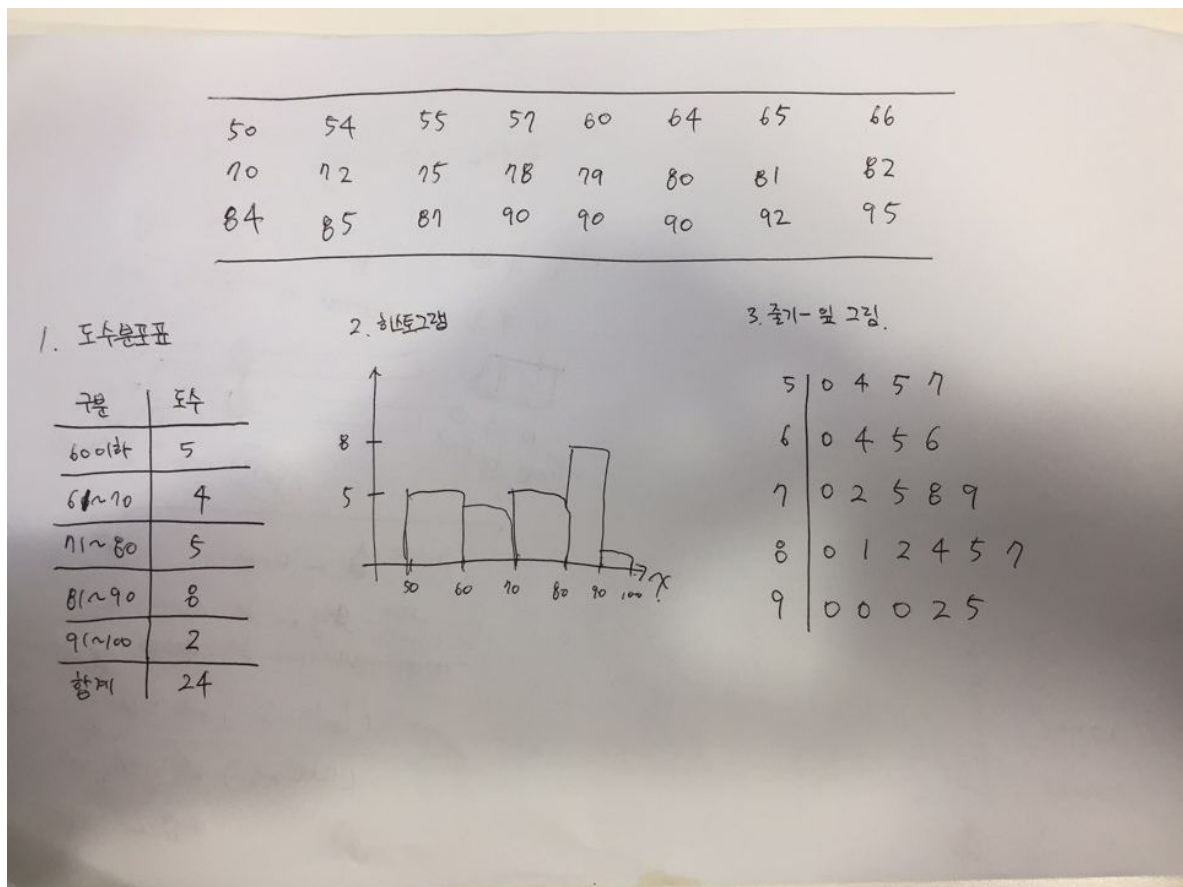 50 54 55 57 60 64 65 66
70 72 75 78 79 80 81 82
84 85 87 90 90 90 92 95
1. 도수분포표
구분 도수
60이하 5
61~70 4
71~80 5
81~90 8
91~100 2
합계 24
2. 히스토그램
8
5
50 60 70 80 90 100 x
3. 줄기-잎 그림.
5 0 4 5 7
6 0 4 5 6
7 0 2 5 8 9
8 0 1 2 4 5 7
9 0 0 0 2 5